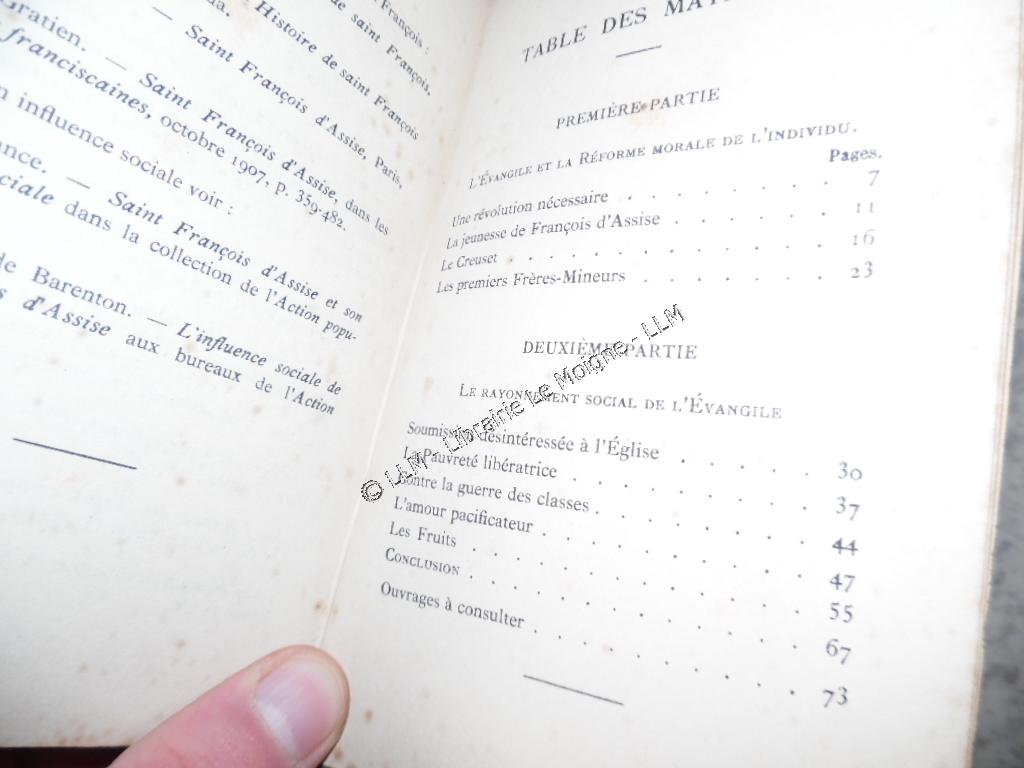 François :
de saint François,
Histoire de saint François
— Saint François d'Assise, Paris,
Gratien. — Saint François d'Assise, dans les
franciscaines, octobre 1907, p. 359-482.
influence sociale voir :
— Saint François d'Assise et son
dans la collection de l'Action popu-
de Barenton. — L'influence sociale de
d'Assise aux bureaux de l'Action
TABLE DES
PREMIÈRE PARTIE
L'Évangile et la Réforme morale de l'individu.
Pages.
Une révolution nécessaire . . . . . . . 7
La jeunesse de François d'Assise . . . . . . 11
Le Creuset . . . . . . . . . 16
Les premiers Frères-Mineurs . . . . . . 23
DEUXIÈME PARTIE
Le rayonnement social de l'Évangile
Soumission désintéressée à l'Église . . . . . 30
La Pauvreté libératrice . . . . . . . 37
Contre la guerre des classes . . . . . . . 44
L'amour pacificateur . . . . . . . . 47
Les Fruits . . . . . . . . . . 55
Conclusion . . . . . . . . . . 67
Ouvrages à consulter . . . . . . . . 73
© LLM - Librairie Le Moigne - LLM